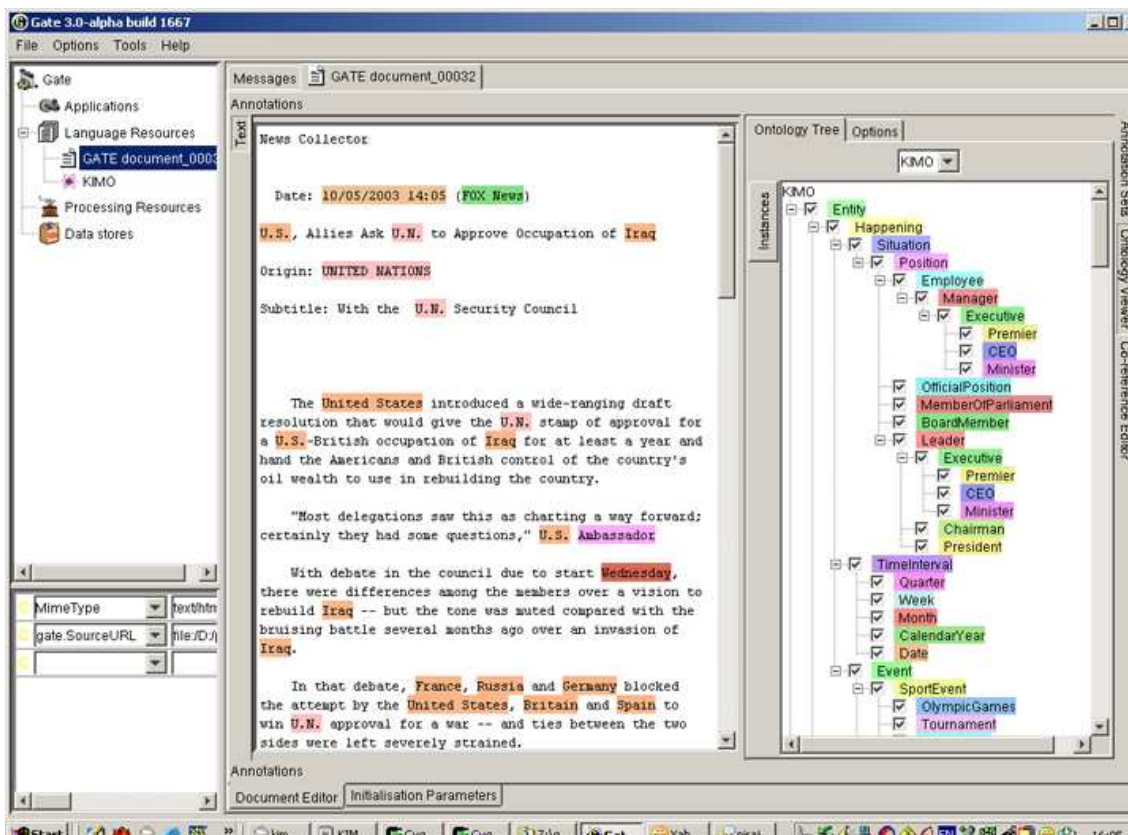 Gate 3.0-alpha build 1667
File Options Tools Help
Gate
Applications
Language Resources
GATE document_0003
KIMO
Processing Resources
Data stores
MimeType text/htm
gate.SourceURL file:/D:/
Messages GATE document_00032
Annotations
Text
News Collector
Date: 10/05/2003 14:05 (FOX News)
U.S., Allies Ask U.N. to Approve Occupation of Iraq
Origin: UNITED NATIONS
Subtitle: With the U.N. Security Council
The United States introduced a wide-ranging draft
resolution that would give the U.N. stamp of approval for
a U.S.-British occupation of Iraq for at least a year and
hand the Americans and British control of the country's
oil wealth to use in rebuilding the country.
"Most delegations saw this as charting a way forward;
certainly they had some questions," U.S. Ambassador
With debate in the council due to start Wednesday,
there were differences among the members over a vision to
rebuild Iraq -- but the tone was muted compared with the
bruising battle several months ago over an invasion of
Iraq.
In that debate, France, Russia and Germany blocked
the attempt by the United States, Britain and Spain to
win U.N. approval for a war -- and ties between the two
sides were left severely strained.
Annotations
Document Editor Initialisation Parameters
Ontology Tree Options
KIMO
Instances
KIMO
Entity
Happening
Situation
Position
Employee
Manager
Executive
Premier
CEO
Minister
OfficialPosition
MemberOfParliament
BoardMember
Leader
Executive
Premier
CEO
Minister
Chairman
President
TimeInterval
Quarter
Week
Month
CalendarYear
Date
Event
SportEvent
OlympicGames
Tournament
Annotation Sets
Ontology Viewer
Co-reference Editor
Start
16:05